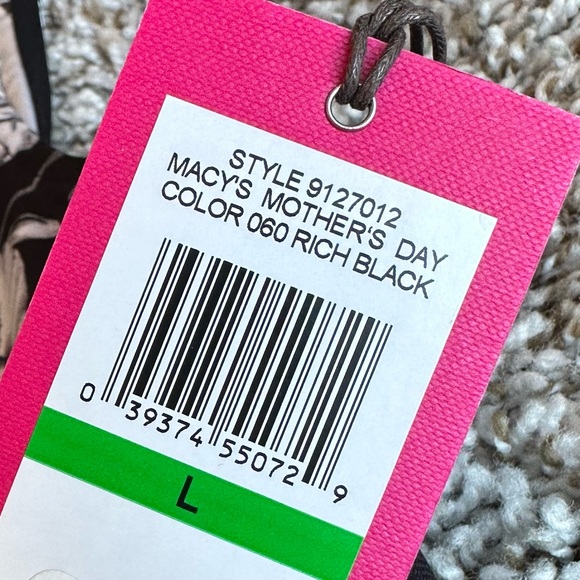 STYLE 9127012
MACY'S MOTHER'S DAY
COLOR 060 RICH BLACK
0 39374 55072 9
L